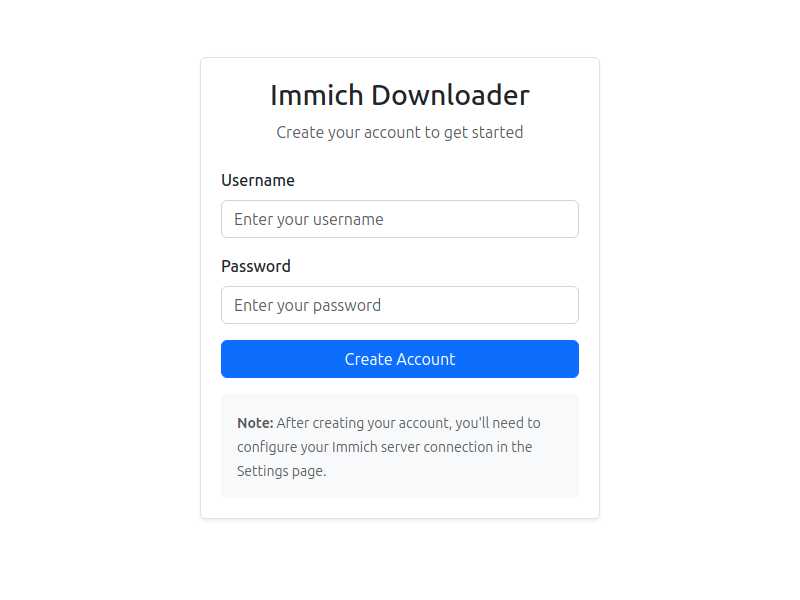 Immich Downloader
Create your account to get started
Username
Enter your username
Password
Enter your password
Create Account
Note: After creating your account, you'll need to
configure your Immich server connection in the
Settings page.